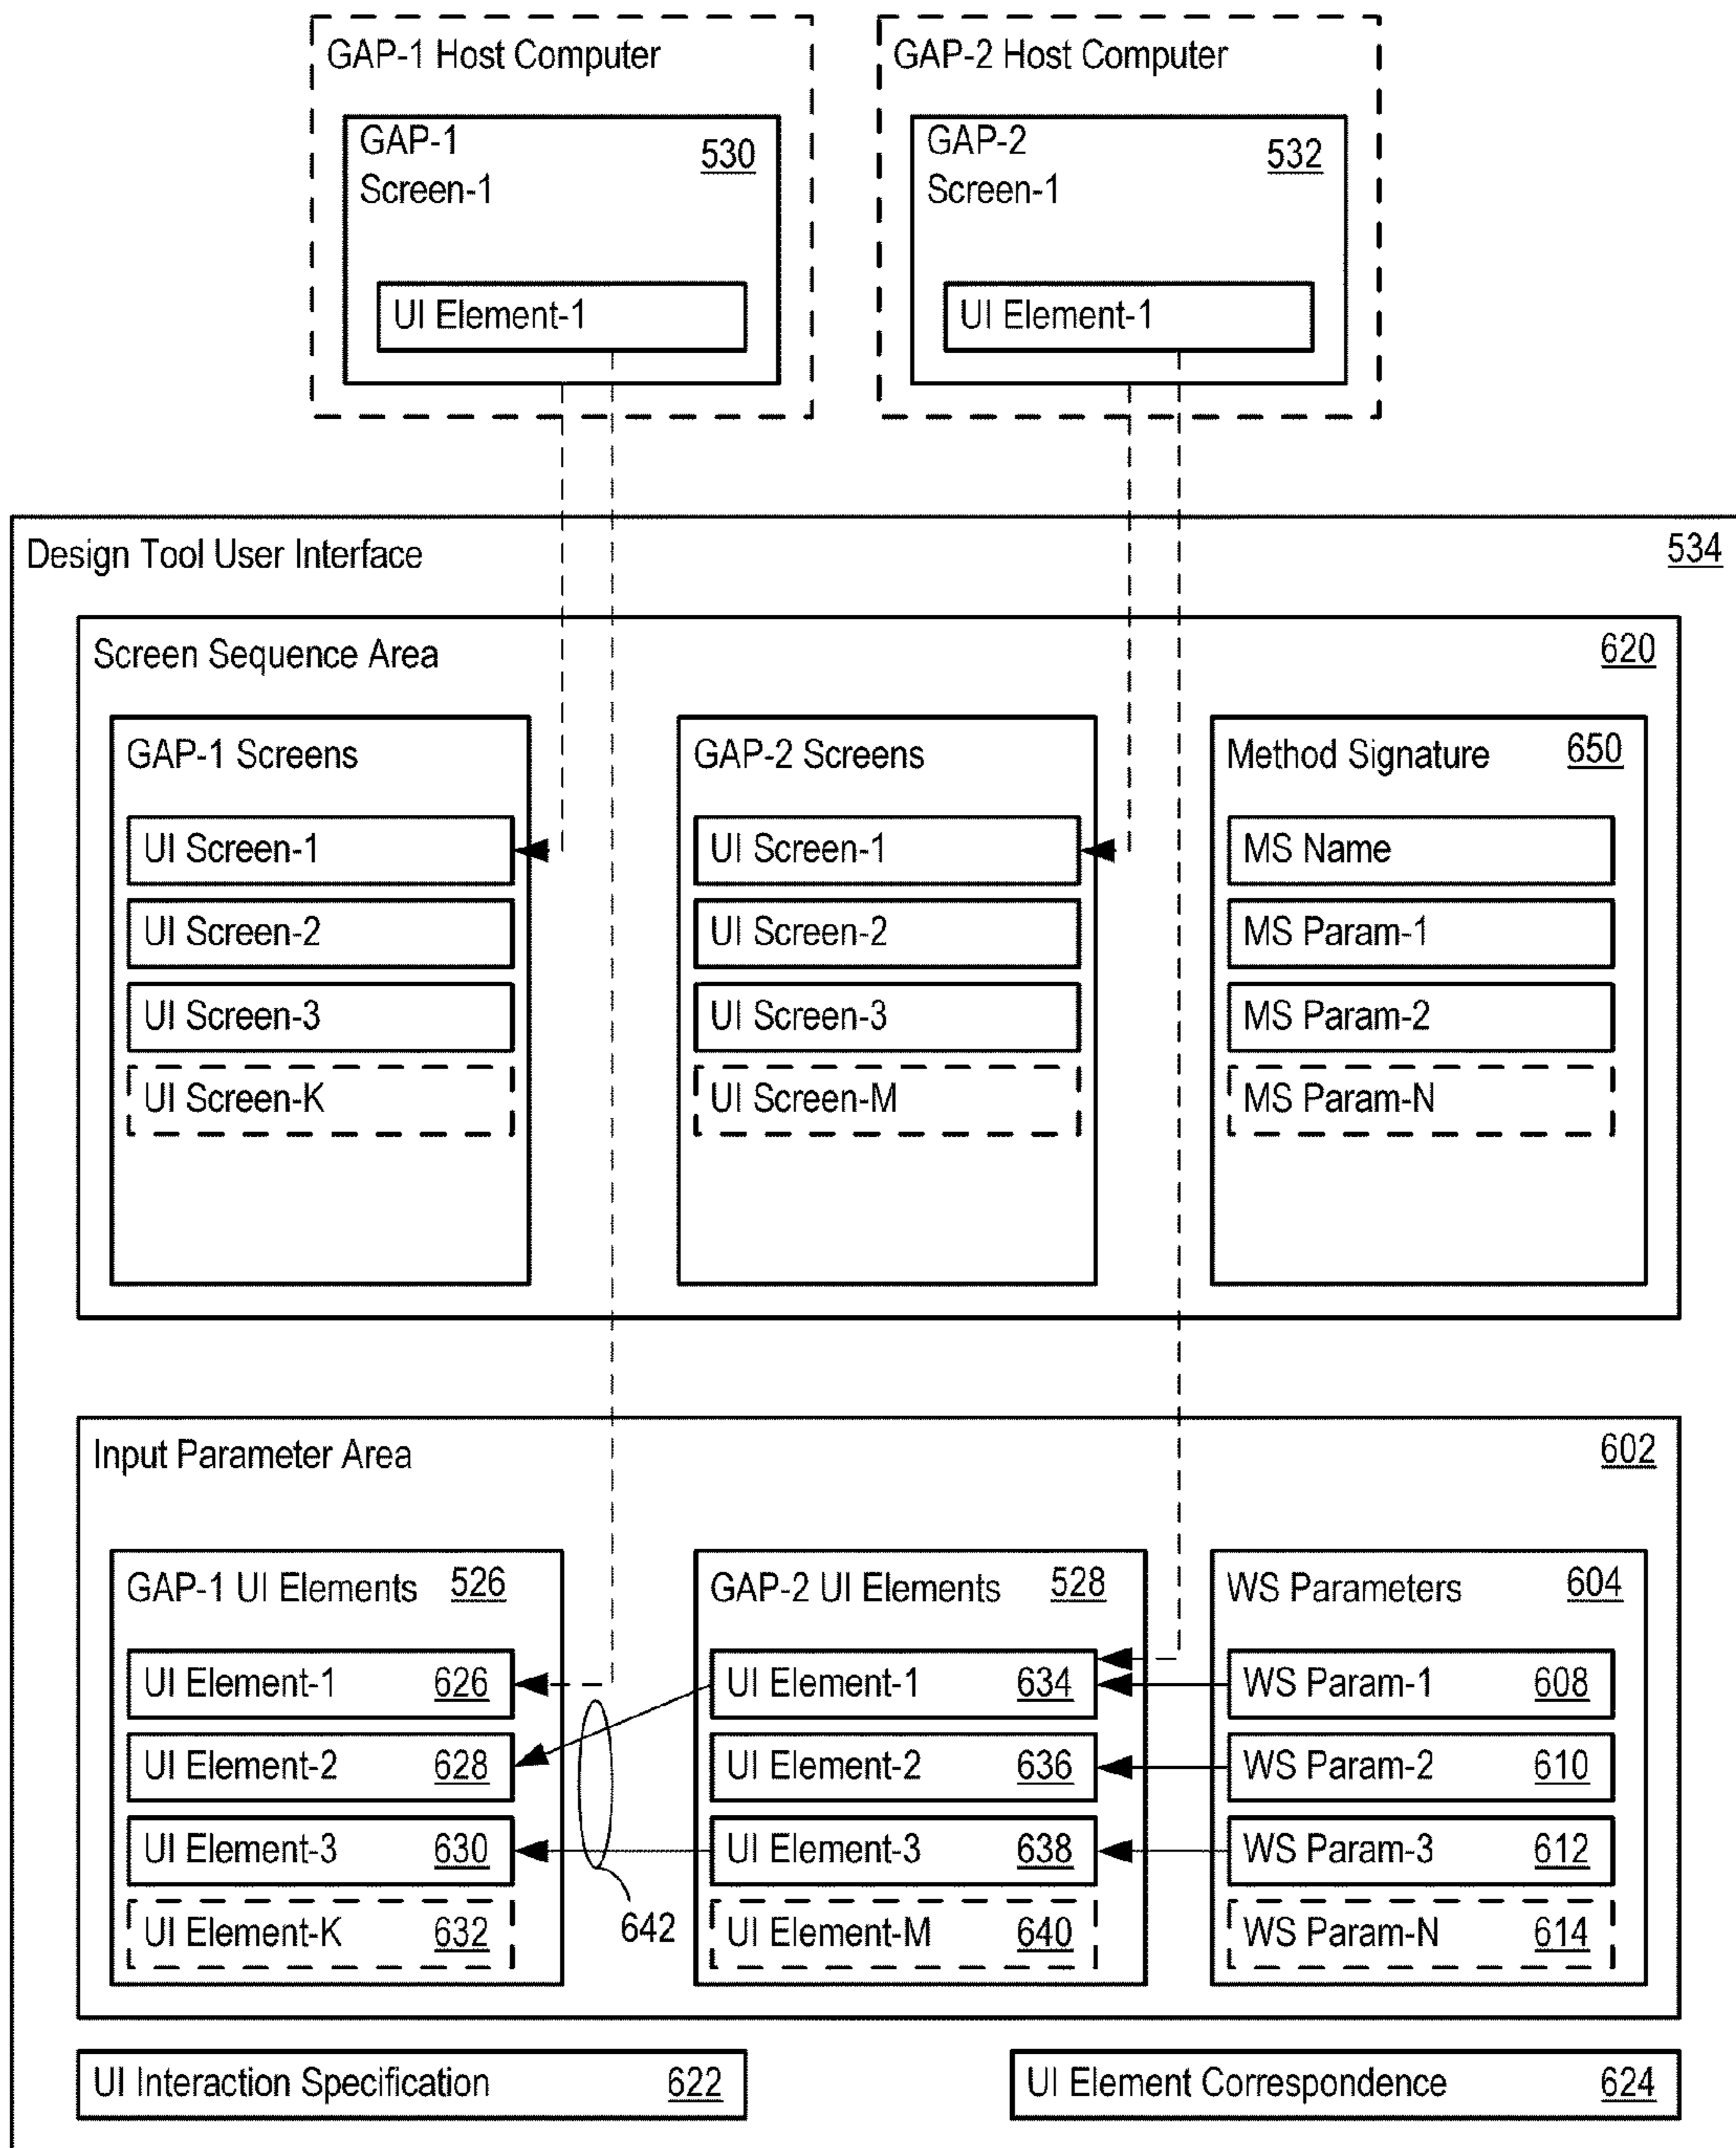 GAP-1 Host Computer
GAP-1
Screen-1
530
UI Element-1
GAP-2 Host Computer
GAP-2
Screen-1
532
UI Element-1
Design Tool User Interface 534
Screen Sequence Area 620
GAP-1 Screens
UI Screen-1
UI Screen-2
UI Screen-3
UI Screen-K
GAP-2 Screens
UI Screen-1
UI Screen-2
UI Screen-3
UI Screen-M
Method Signature 650
MS Name
MS Param-1
MS Param-2
MS Param-N
Input Parameter Area 602
GAP-1 UI Elements 526
UI Element-1 626
UI Element-2 628
UI Element-3 630
UI Element-K 632
642
GAP-2 UI Elements 528
UI Element-1 634
UI Element-2 636
UI Element-3 638
UI Element-M 640
WS Parameters 604
WS Param-1 608
WS Param-2 610
WS Param-3 612
WS Param-N 614
UI Interaction Specification 622
UI Element Correspondence 624